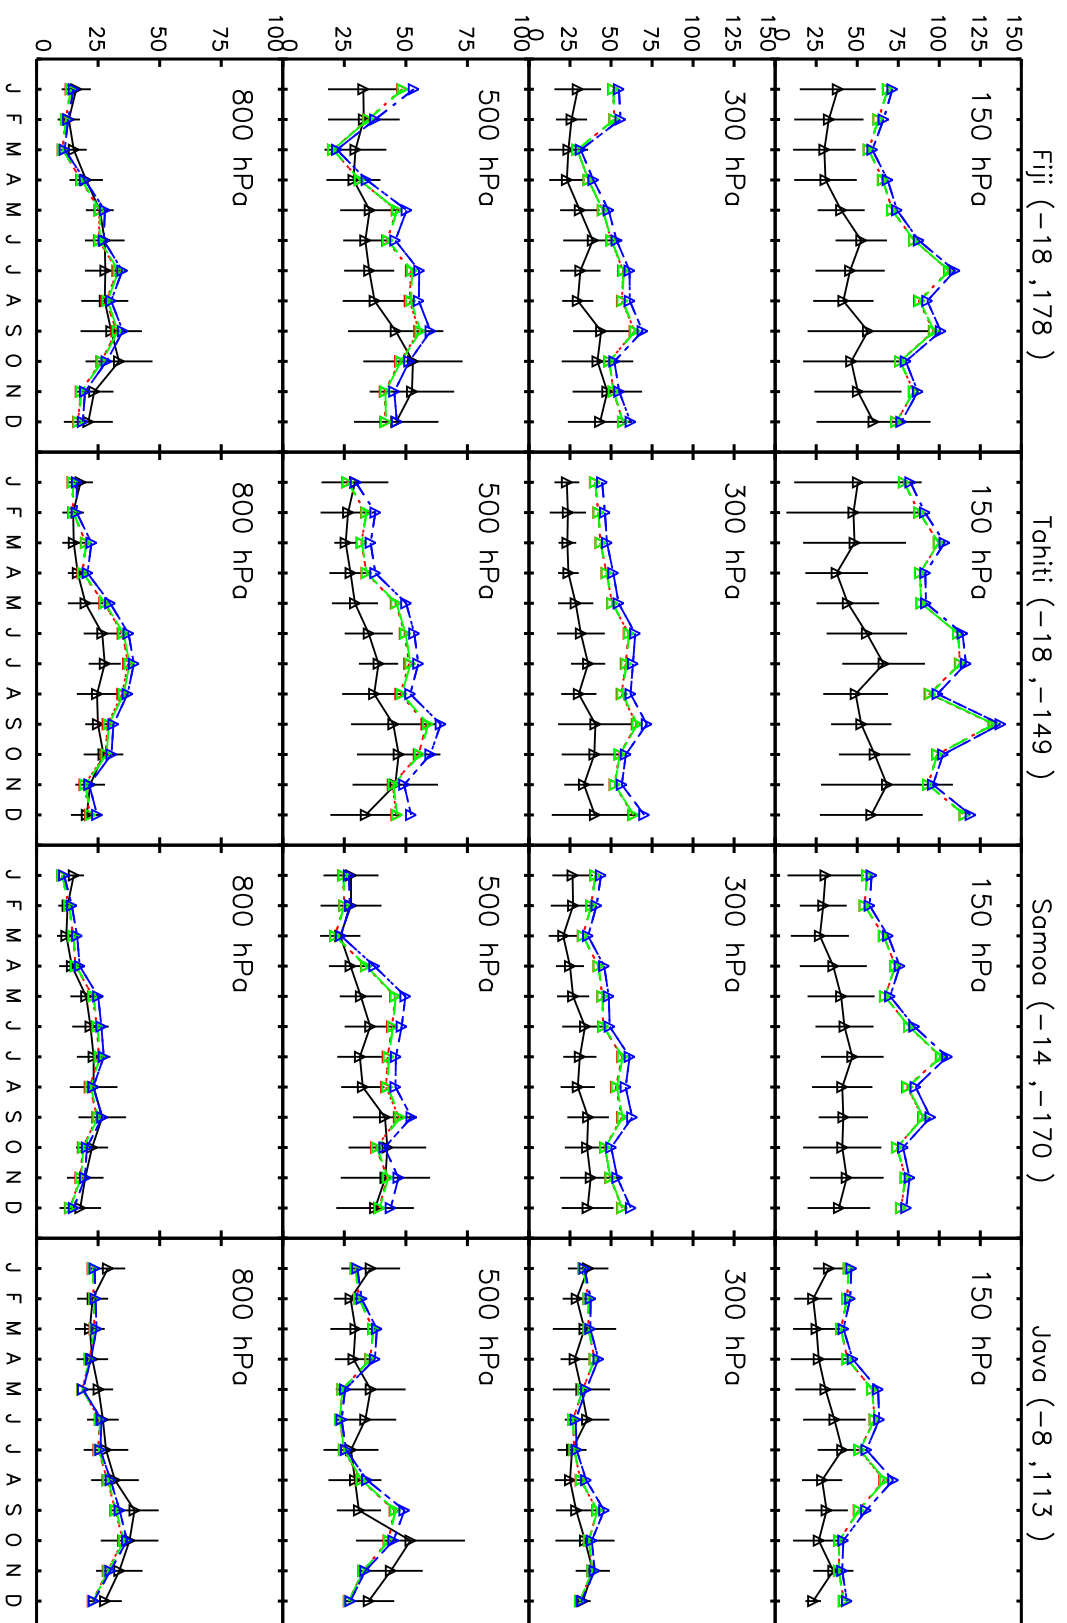 Fiji (−18 ,178 )
Tahiti (−18 ,−149 )
Samoa (−14 ,−170 )
Java (−8 ,113 )
150
125
100
75
50
25
0
150 hPa
150 hPa
150 hPa
150 hPa
150
125
100
75
50
25
0
300 hPa
300 hPa
300 hPa
300 hPa
100
75
50
25
0
500 hPa
500 hPa
500 hPa
500 hPa
100
75
50
25
0
800 hPa
800 hPa
800 hPa
800 hPa
J F M A M J J A S O N D
J F M A M J J A S O N D
J F M A M J J A S O N D
J F M A M J J A S O N D